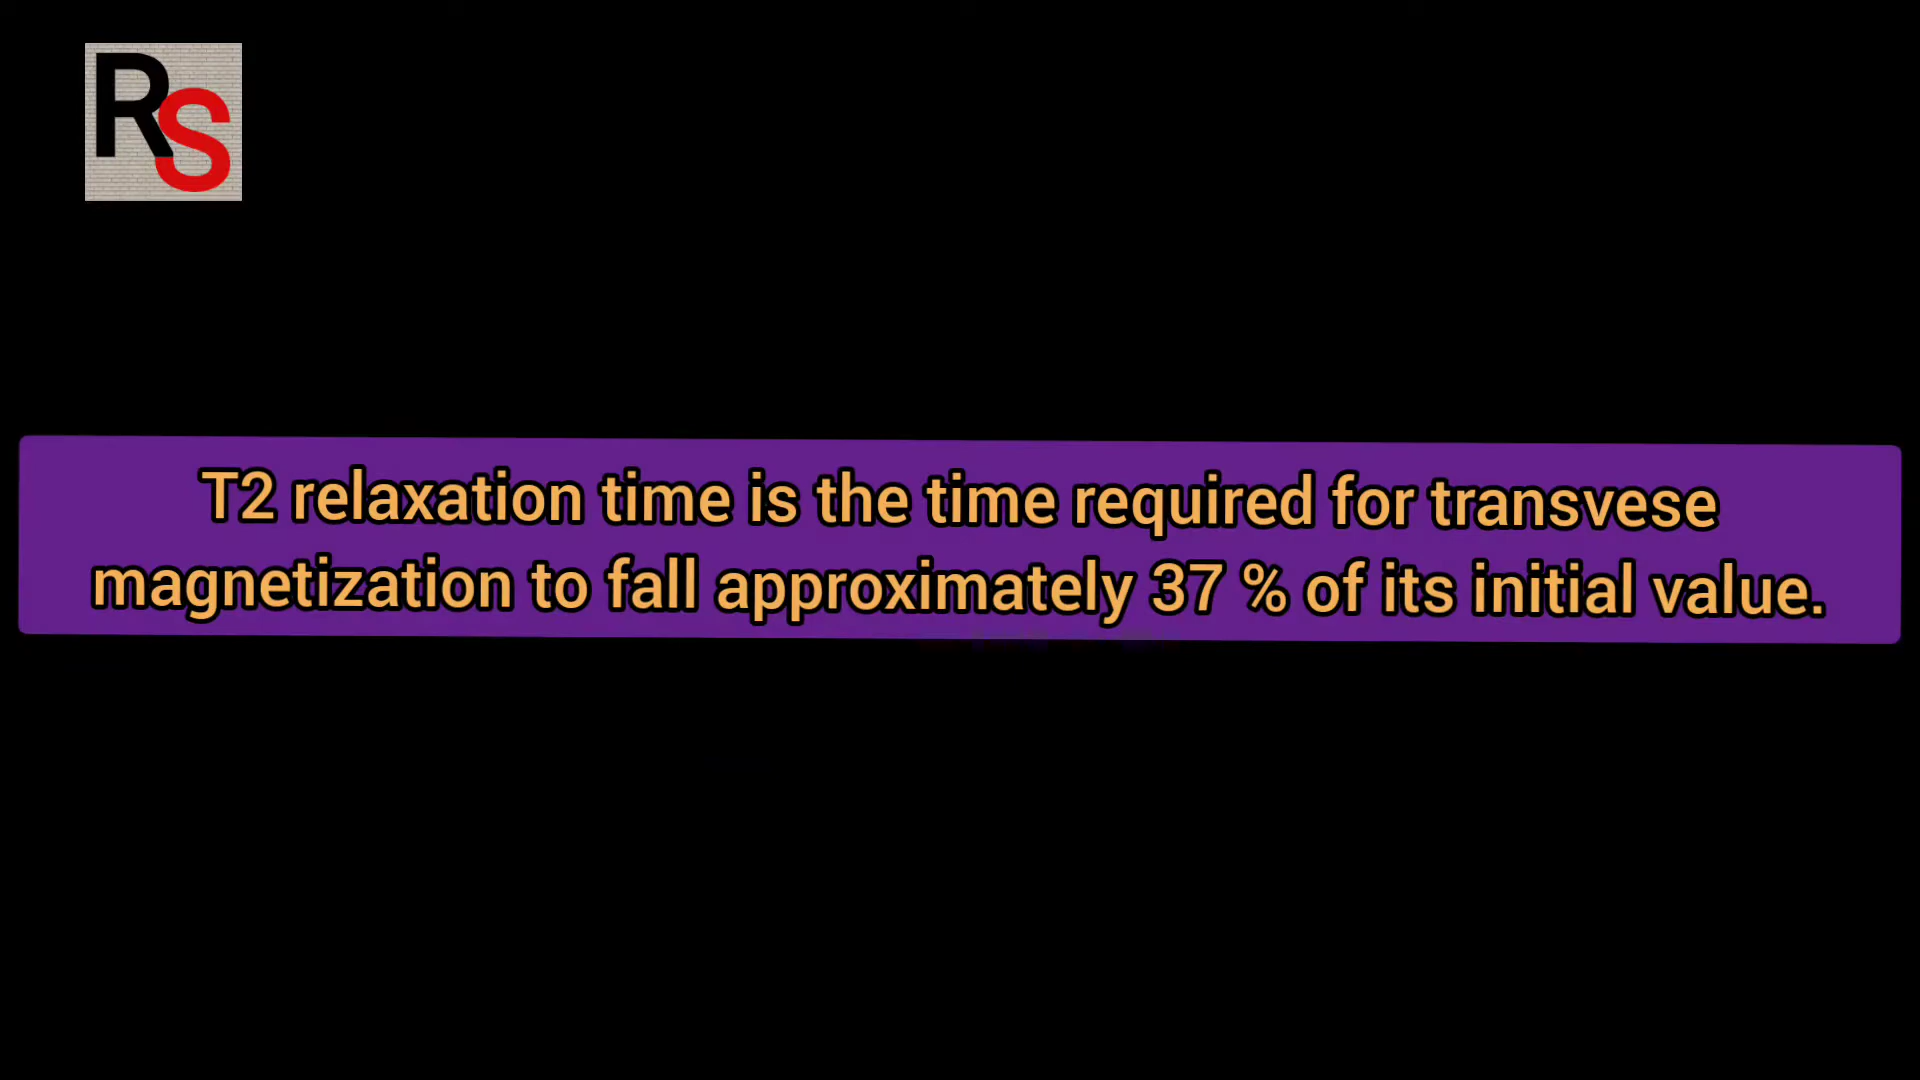 RS
T2 relaxation time is the time required for transvese
magnetization to fall approximately 37 % of its initial value.